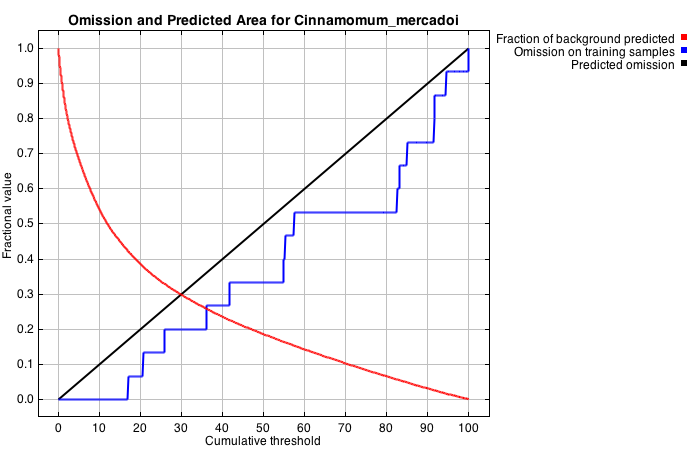 Omission and Predicted Area for Cinnamomum_mercadoi
Fraction of background predicted
Omission on training samples
Predicted omission
1.0
0.9
0.8
0.7
0.6
0.5
0.4
0.3
0.2
0.1
0.0
Fractional value
0 10 20 30 40 50 60 70 80 90 100
Cumulative threshold